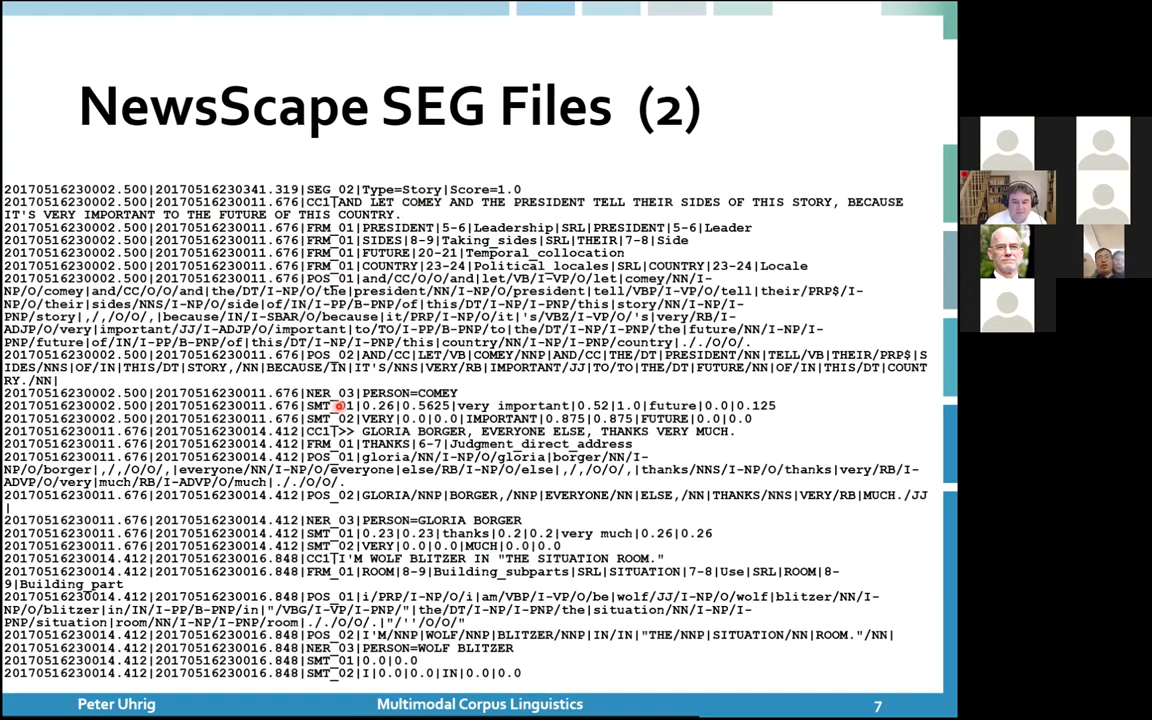 NewsScape SEG Files (2)
20170516230002.500|20170516230341.319|SEG_02|Type=Story|Score=1.0
20170516230002.500|20170516230011.676|CC1|AND LET COMEY AND THE PRESIDENT TELL THEIR SIDES OF THIS STORY, BECAUSE
IT'S VERY IMPORTANT TO THE FUTURE OF THIS COUNTRY.
20170516230002.500|20170516230011.676|FRM_01|PRESIDENT|5-6|Leadership|SRL|PRESIDENT|5-6|Leader
20170516230002.500|20170516230011.676|FRM_01|SIDES|8-9|Taking_sides|SRL|THEIR|7-8|Side
20170516230002.500|20170516230011.676|FRM_01|FUTURE|20-21|Temporal_collocation
20170516230002.500|20170516230011.676|FRM_01|COUNTRY|23-24|Political_locales|SRL|COUNTRY|23-24|Locale
20170516230002.500|20170516230011.676|POS_01|and/CC/O/O/and|let/VB/I-VP/O/let|comey/NN/I-
NP/O/comey|and/CC/O/O/and|the/DT/I-NP/O/the|president/NN/I-NP/O/president|tell/VBP/I-VP/O/tell|their/PRP$/I-
NP/O/their|sides/NNS/I-NP/O/side|of/IN/I-PP/B-PNP/of|this/DT/I-NP/I-PNP/this|story/NN/I-NP/I-
PNP/story|,/,/O/O/,|because/IN/I-SBAR/O/because|it/PRP/I-NP/O/it|'s/VBZ/I-VP/O/'s|very/RB/I-
ADJP/O/very|important/JJ/I-ADJP/O/important|to/TO/I-PP/B-PNP/to|the/DT/I-NP/I-PNP/the|future/NN/I-NP/I-
PNP/future|of/IN/I-PP/B-PNP/of|this/DT/I-NP/I-PNP/this|country/NN/I-NP/I-PNP/country|././O/O/.
20170516230002.500|20170516230011.676|POS_02|AND/CC|LET/VB|COMEY/NNP|AND/CC|THE/DT|PRESIDENT/NN|TELL/VB|THEIR/PRP$|S
IDES/NNS|OF/IN|THIS/DT|STORY,/NN|BECAUSE/IN|IT'S/NNS|VERY/RB|IMPORTANT/JJ|TO/TO|THE/DT|FUTURE/NN|OF/IN|THIS/DT|COUNT
RY./NN|
20170516230002.500|20170516230011.676|NER_03|PERSON=COMEY
20170516230002.500|20170516230011.676|SMT_01|0.26|0.5625|very important|0.52|1.0|future|0.0|0.125
20170516230002.500|20170516230011.676|SMT_02|VERY|0.0|0.0|IMPORTANT|0.875|0.875|FUTURE|0.0|0.0
20170516230011.676|20170516230014.412|CC1|>> GLORIA BORGER, EVERYONE ELSE, THANKS VERY MUCH.
20170516230011.676|20170516230014.412|FRM_01|THANKS|6-7|Judgment_direct_address
20170516230011.676|20170516230014.412|POS_01|gloria/NN/I-NP/O/gloria|borger/NN/I-
NP/O/borger|,/,/O/O/,|everyone/NN/I-NP/O/everyone|else/RB/I-NP/O/else|,/,/O/O/,|thanks/NNS/I-NP/O/thanks|very/RB/I-
ADVP/O/very|much/RB/I-ADVP/O/much|././O/O/.
20170516230011.676|20170516230014.412|POS_02|GLORIA/NNP|BORGER,/NNP|EVERYONE/NN|ELSE,/NN|THANKS/NNS|VERY/RB|MUCH./JJ
|
20170516230011.676|20170516230014.412|NER_03|PERSON=GLORIA BORGER
20170516230011.676|20170516230014.412|SMT_01|0.23|0.23|thanks|0.2|0.2|very much|0.26|0.26
20170516230011.676|20170516230014.412|SMT_02|VERY|0.0|0.0|MUCH|0.0|0.0
20170516230014.412|20170516230016.848|CC1|I'M WOLF BLITZER IN "THE SITUATION ROOM."
20170516230014.412|20170516230016.848|FRM_01|ROOM|8-9|Building_subparts|SRL|SITUATION|7-8|Use|SRL|ROOM|8-
9|Building_part
20170516230014.412|20170516230016.848|POS_01|i/PRP/I-NP/O/i|am/VBP/I-VP/O/be|wolf/JJ/I-NP/O/wolf|blitzer/NN/I-
NP/O/blitzer|in/IN/I-PP/B-PNP/in|"/VBG/I-VP/I-PNP/"|the/DT/I-NP/I-PNP/the|situation/NN/I-NP/I-
PNP/situation|room/NN/I-NP/I-PNP/room|././O/O/.|"/''/O/O/"
20170516230014.412|20170516230016.848|POS_02|I'M/NNP|WOLF/NNP|BLITZER/NNP|IN/IN|"THE/NNP|SITUATION/NN|ROOM."/NN|
20170516230014.412|20170516230016.848|NER_03|PERSON=WOLF BLITZER
20170516230014.412|20170516230016.848|SMT_01|0.0|0.0
20170516230014.412|20170516230016.848|SMT_02|I|0.0|0.0|IN|0.0|0.0
Peter Uhrig
Multimodal Corpus Linguistics
7